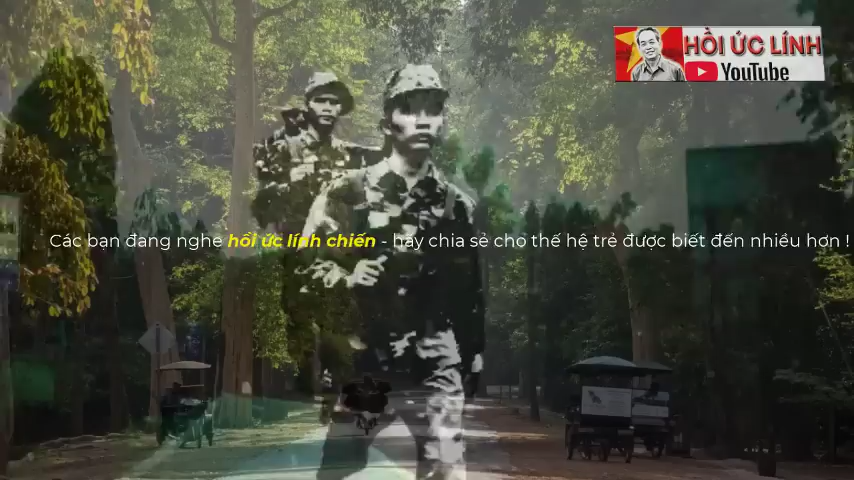 HỒI ỨC LÍNH
YouTube
Các bạn đang nghe hồi ức lính chiến - hãy chia sẻ cho thế hệ trẻ được biết đến nhiều hơn !